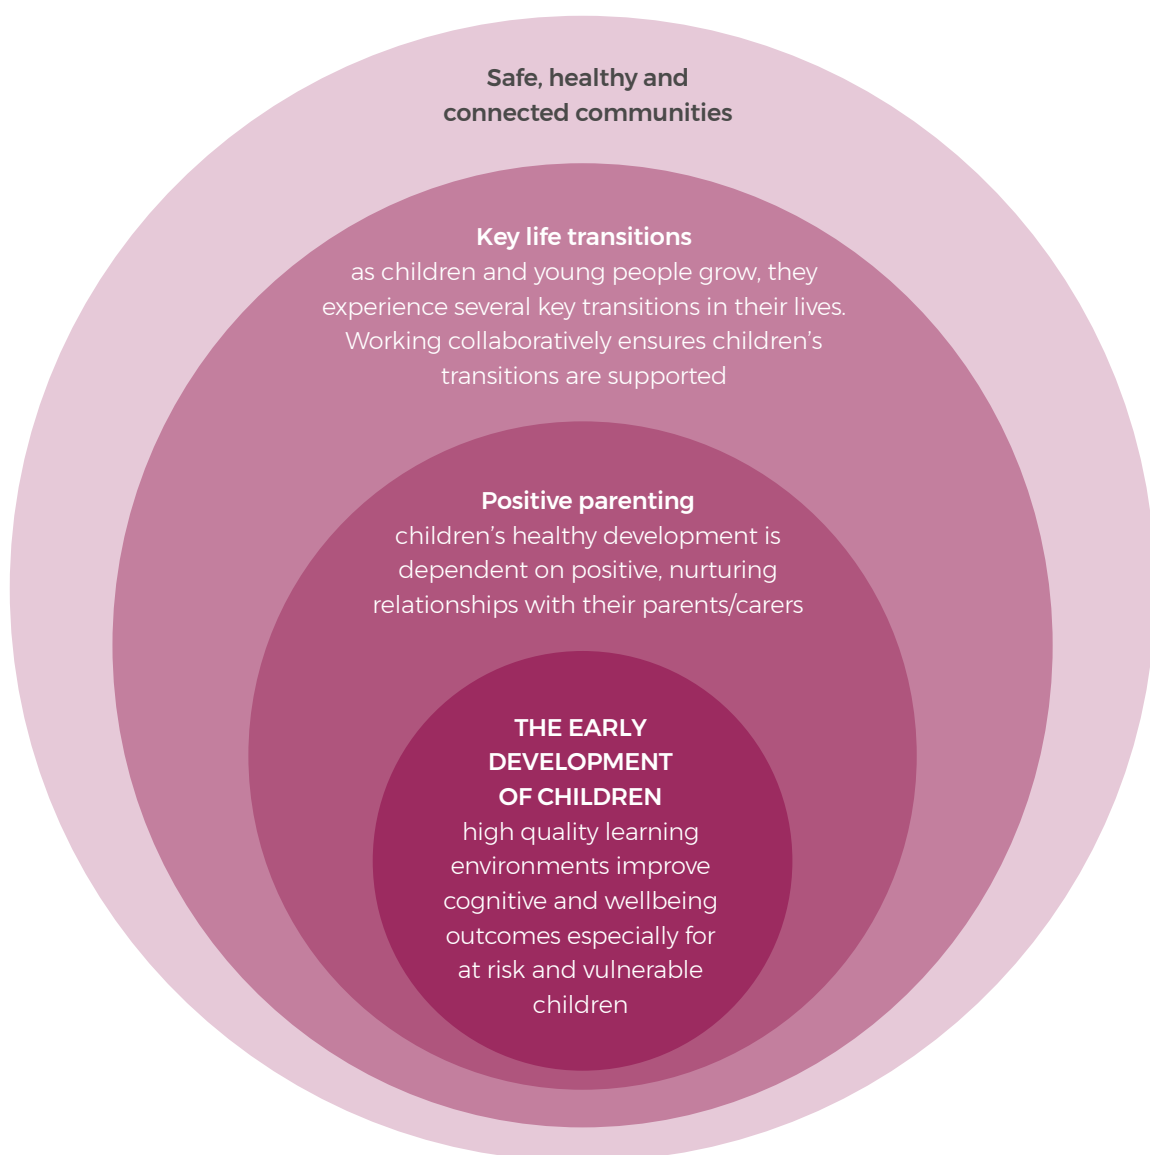 Safe, healthy and
connected communities
Key life transitions
as children and young people grow, they
experience several key transitions in their lives.
Working collaboratively ensures children’s
transitions are supported
Positive parenting
children’s healthy development is
dependent on positive, nurturing
relationships with their parents/carers
THE EARLY
DEVELOPMENT
OF CHILDREN
high quality learning
environments improve
cognitive and wellbeing
outcomes especially for
at risk and vulnerable
children